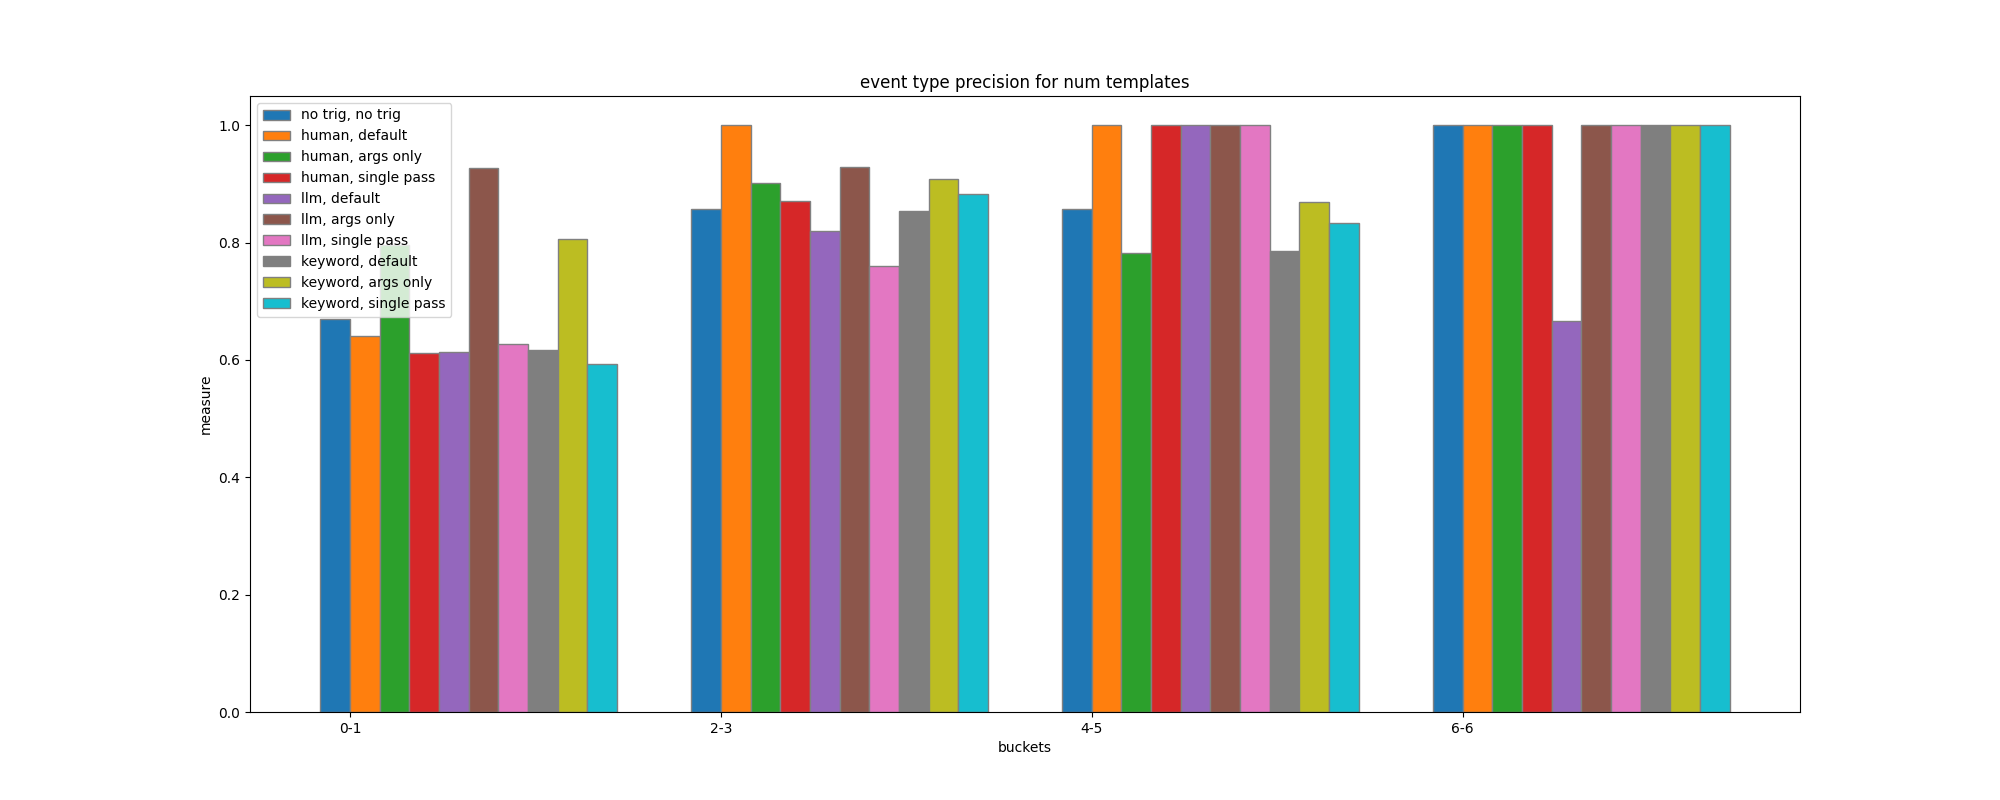 event type precision for num templates
1.0
0.8
0.6
0.4
0.2
0.0
measure
no trig, no trig
human, default
human, args only
human, single pass
llm, default
llm, args only
llm, single pass
keyword, default
keyword, args only
keyword, single pass
0-1
2-3
4-5
6-6
buckets